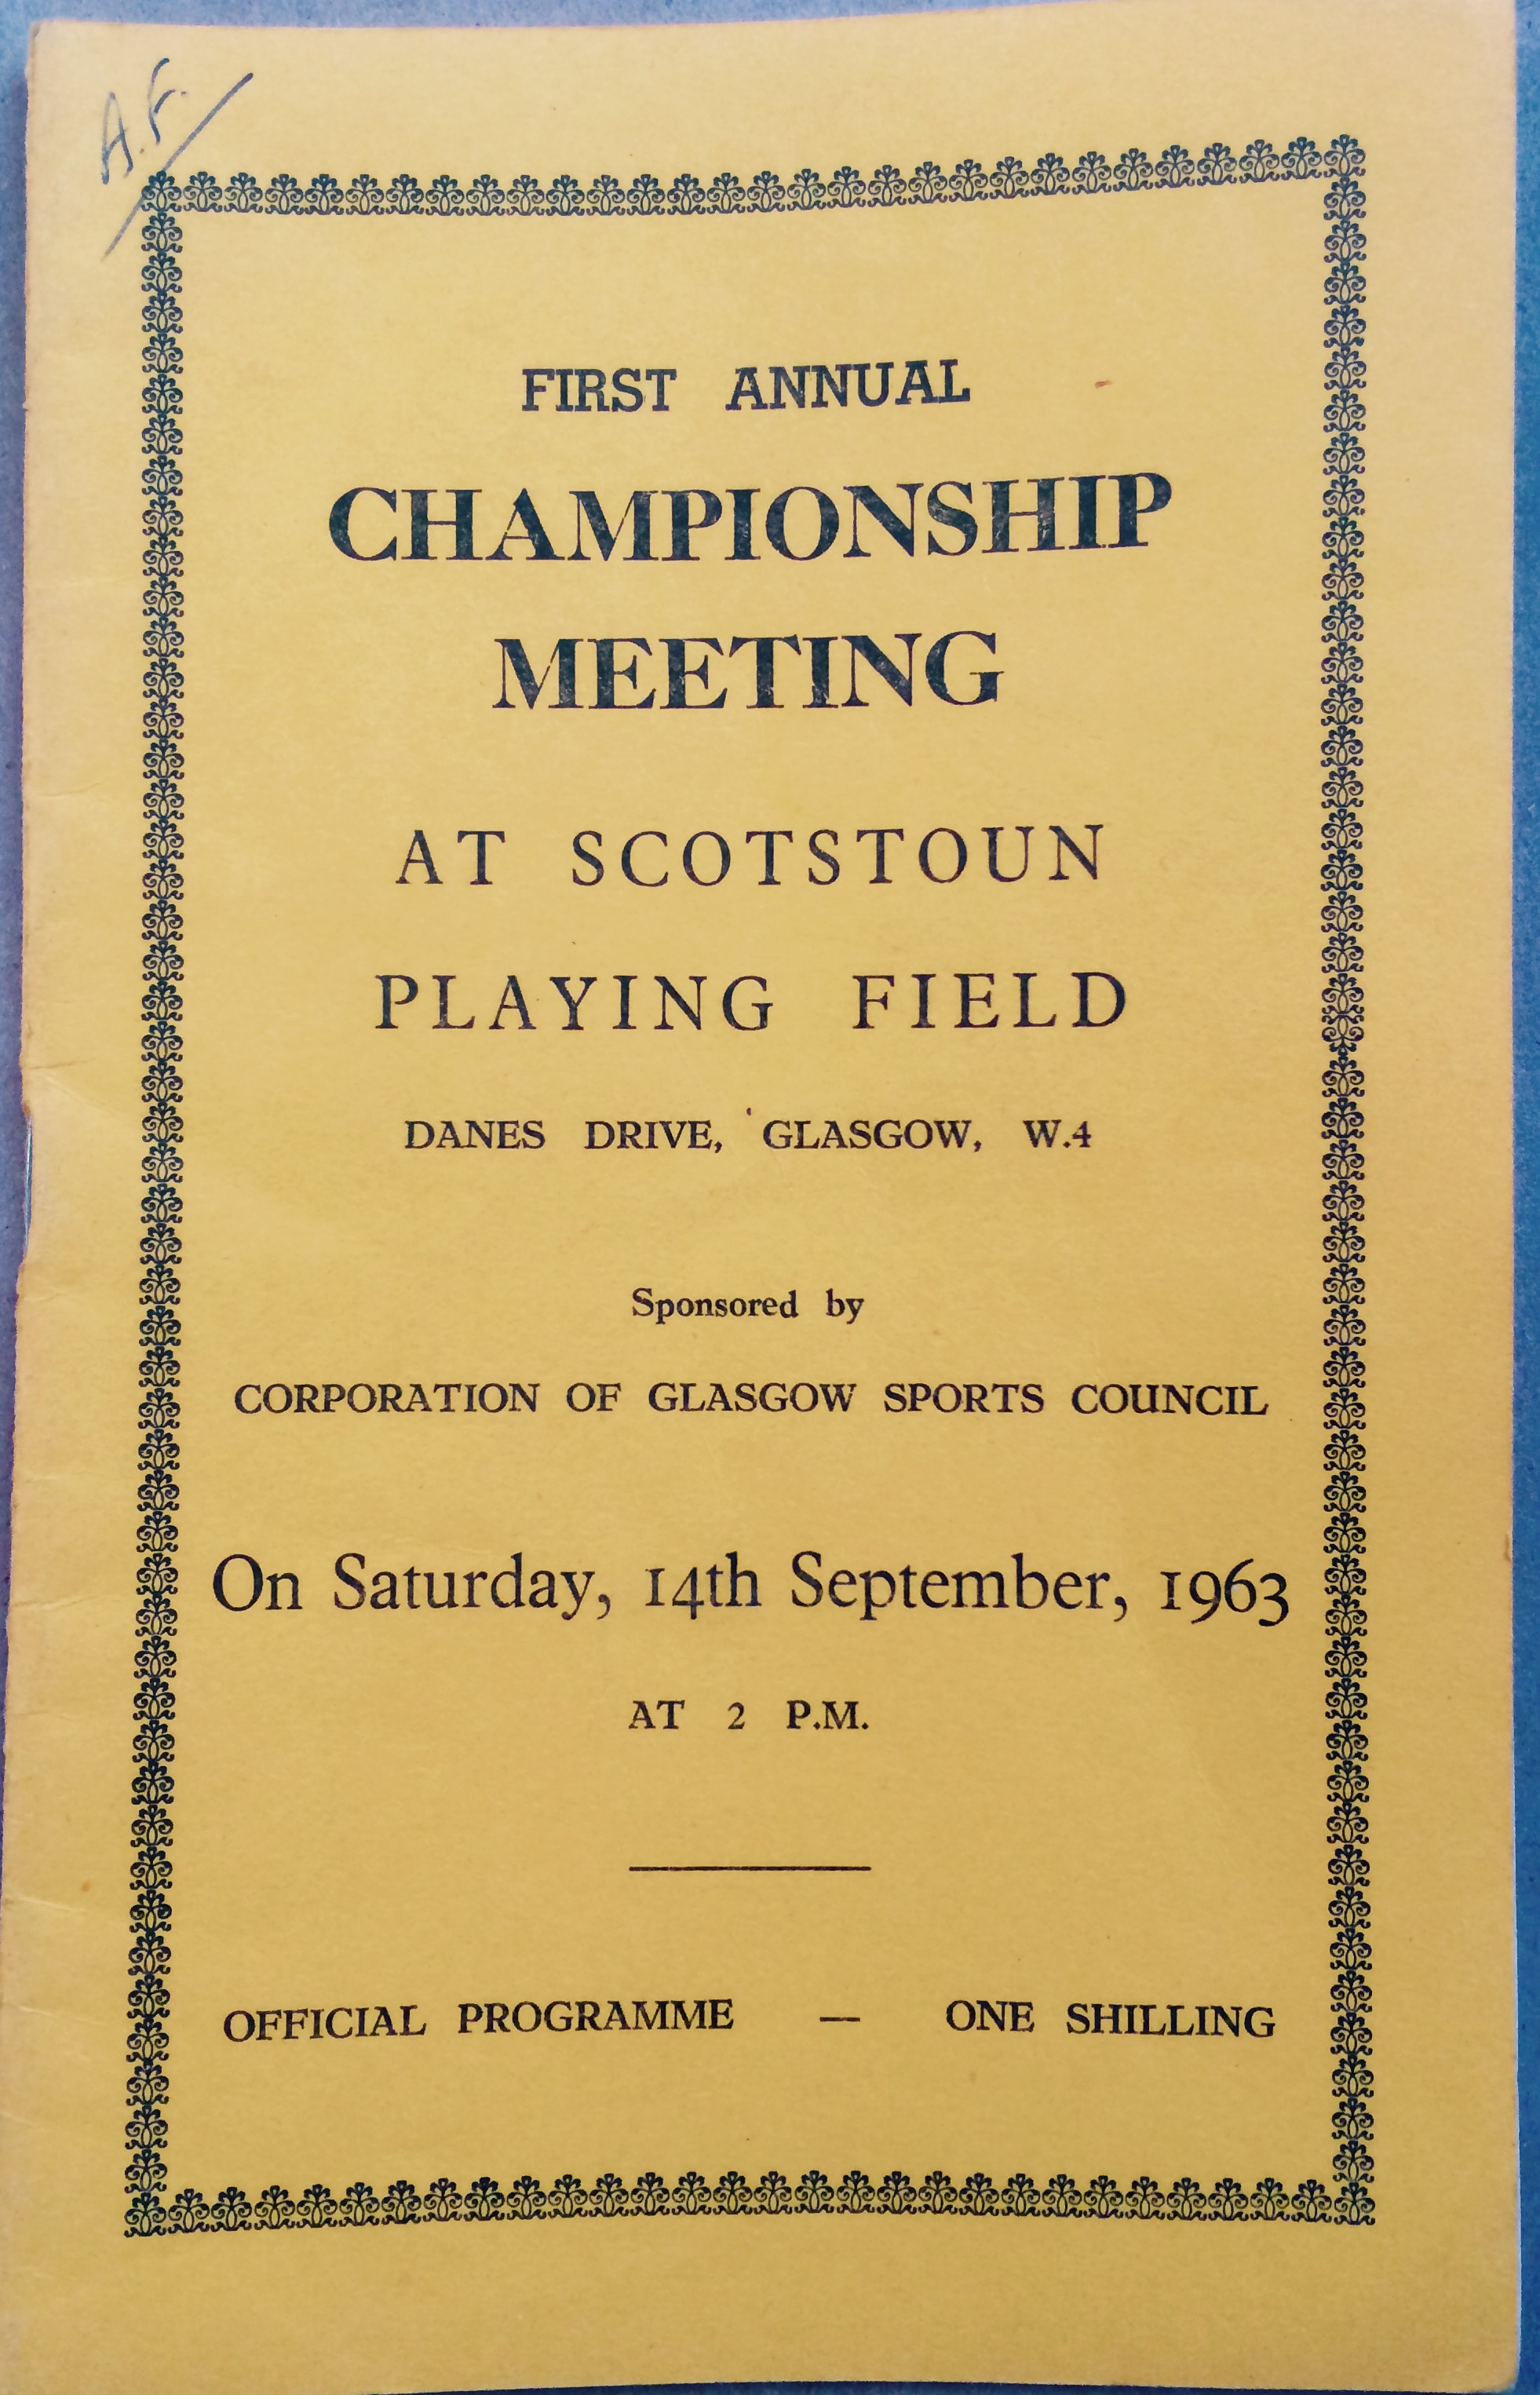 A.F.
FIRST ANNUAL
CHAMPIONSHIP
MEETING
AT SCOTSTOUN
PLAYING FIELD
DANES DRIVE, GLASGOW, W.4
Sponsored by
CORPORATION OF GLASGOW SPORTS COUNCIL
On Saturday, 14th September, 1963
AT 2 P.M.
OFFICIAL PROGRAMME — ONE SHILLING